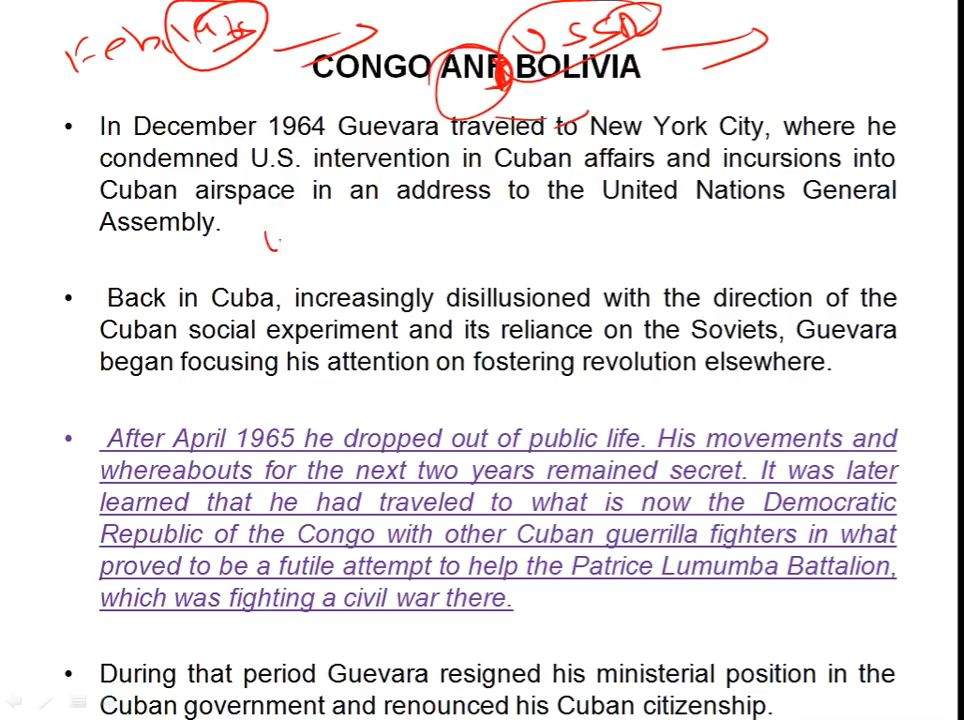 USSR
CONGO ANF BOLIVIA
• In December 1964 Guevara traveled to New York City, where he
condemned U.S. intervention in Cuban affairs and incursions into
Cuban airspace in an address to the United Nations General
Assembly.
• Back in Cuba, increasingly disillusioned with the direction of the
Cuban social experiment and its reliance on the Soviets, Guevara
began focusing his attention on fostering revolution elsewhere.
• After April 1965 he dropped out of public life. His movements and
whereabouts for the next two years remained secret. It was later
learned that he had traveled to what is now the Democratic
Republic of the Congo with other Cuban guerrilla fighters in what
proved to be a futile attempt to help the Patrice Lumumba Battalion,
which was fighting a civil war there.
• During that period Guevara resigned his ministerial position in the
Cuban government and renounced his Cuban citizenship.